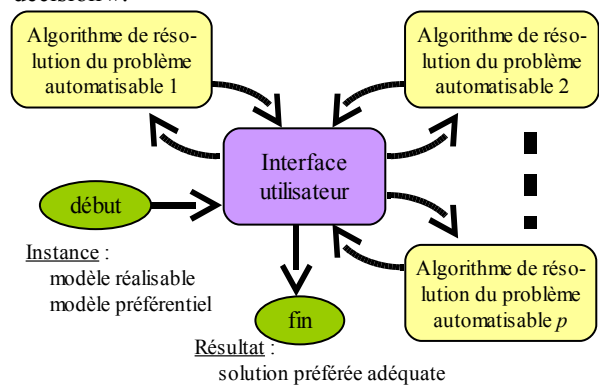 décision».
Algorithme de réso-
lution du problème
automatisable 1
Algorithme de réso-
lution du problème
automatisable 2
Interface
utilisateur
début
Instance :
modèle réalisable
modèle préférentiel
Algorithme de réso-
lution du problème
automatisable p
fin
Résultat :
solution préférée adéquate